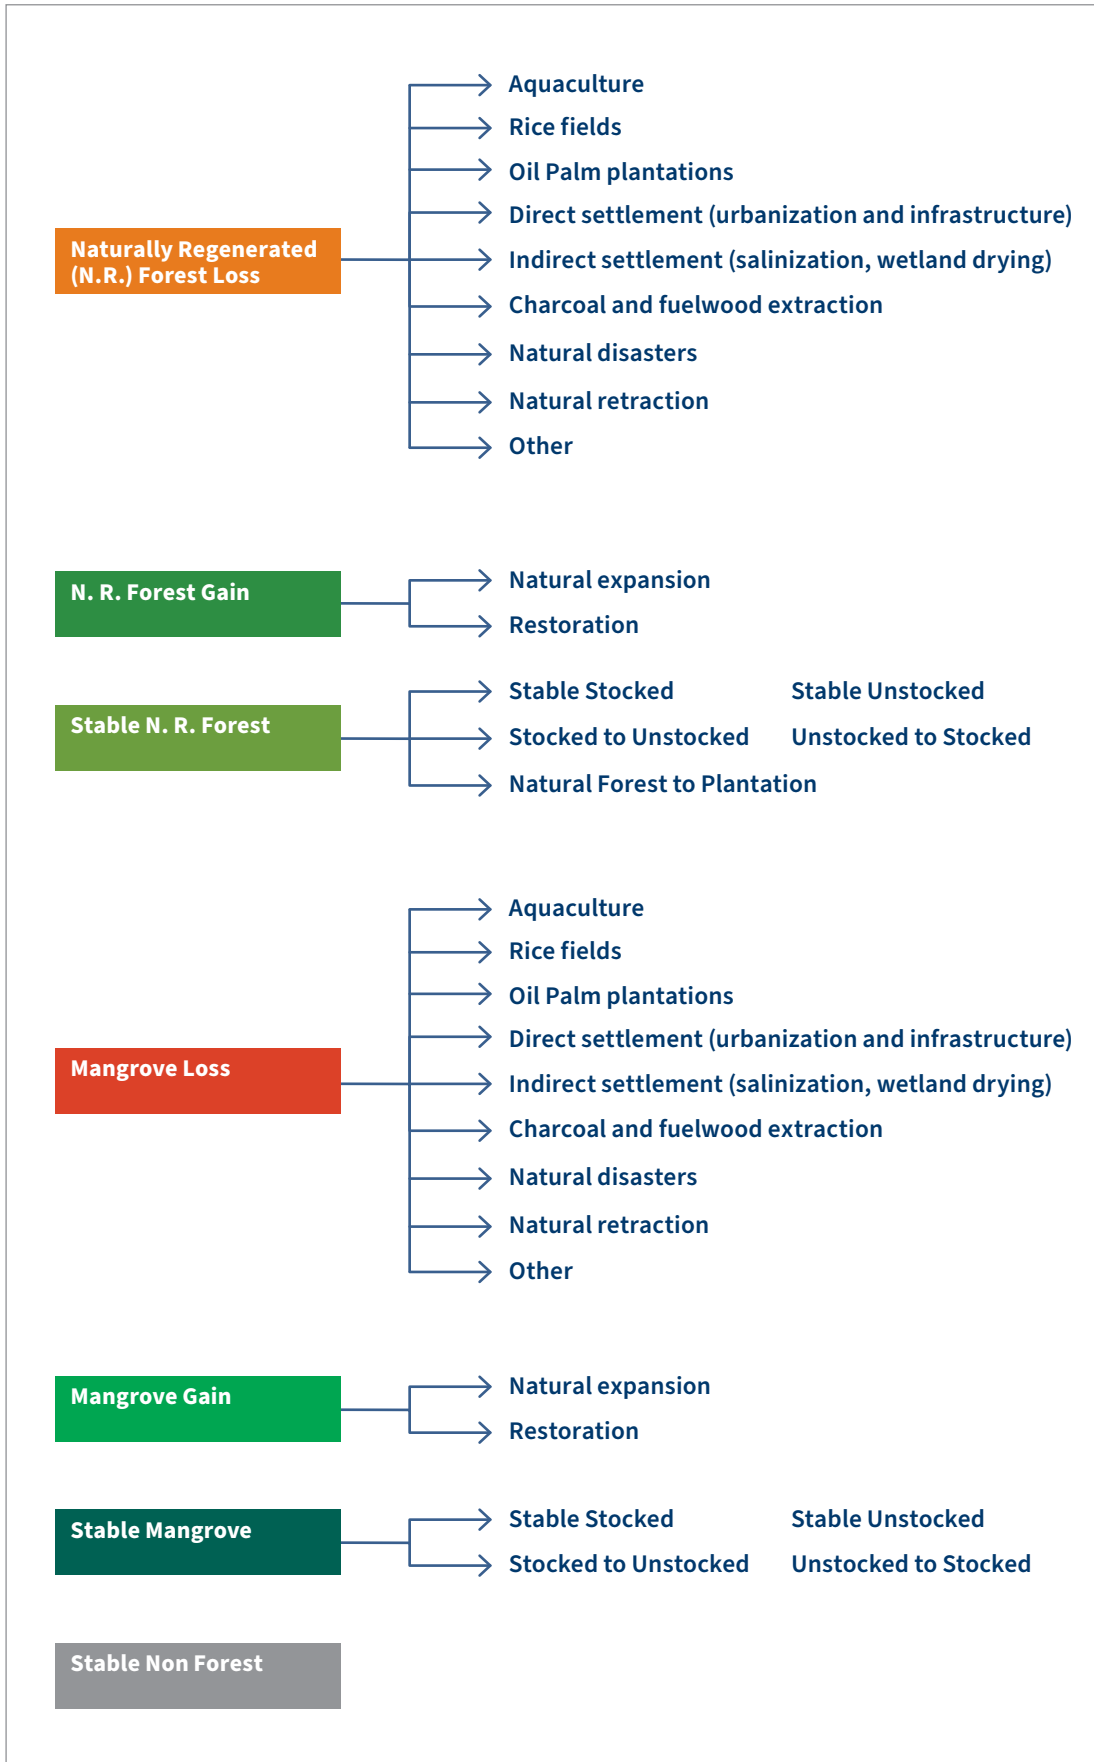 Naturally Regenerated
(N.R.) Forest Loss
Aquaculture
Rice fields
Oil Palm plantations
Direct settlement (urbanization and infrastructure)
Indirect settlement (salinization, wetland drying)
Charcoal and fuelwood extraction
Natural disasters
Natural retraction
Other
N. R. Forest Gain
Natural expansion
Restoration
Stable N. R. Forest
Stable Stocked Stable Unstocked
Stocked to Unstocked Unstocked to Stocked
Natural Forest to Plantation
Mangrove Loss
Aquaculture
Rice fields
Oil Palm plantations
Direct settlement (urbanization and infrastructure)
Indirect settlement (salinization, wetland drying)
Charcoal and fuelwood extraction
Natural disasters
Natural retraction
Other
Mangrove Gain
Natural expansion
Restoration
Stable Mangrove
Stable Stocked Stable Unstocked
Stocked to Unstocked Unstocked to Stocked
Stable Non Forest